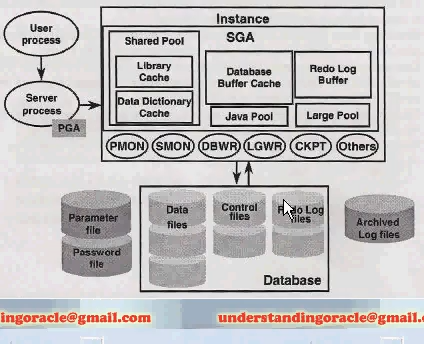 User
process
Server
process
PGA
Instance
SGA
Shared Pool
Library
Cache
Data Dictionary
Cache
Database
Buffer Cache
Redo Log
Buffer
Java Pool
Large Pool
PMON
SMON
DBWR
LGWR
CKPT
Others
Parameter
file
Password
file
Data
files
Control
files
Redo Log
files
Database
Archived
Log files
ingoracle@gmail.com
understandingoracle@gmail.c